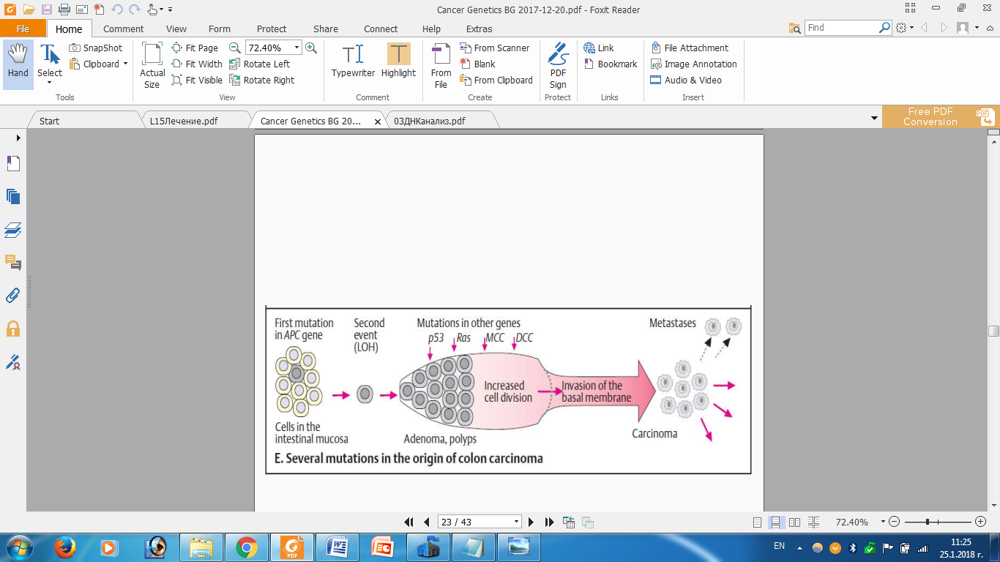 Cancer Genetics BG 2017-12-20.pdf - Foxit Reader
File Home Comment View Form Protect Share Connect Help Extras
Find
Hand
Select
SnapShot
Clipboard
Tools
Actual Size
Fit Page
Fit Width
Fit Visible
72.40%
Rotate Left
Rotate Right
View
Typewriter
Highlight
Comment
From File
From Scanner
Blank
From Clipboard
Create
PDF Sign
Protect
Link
Bookmark
Links
File Attachment
Image Annotation
Audio & Video
Insert
Start
L15Лечение.pdf
Cancer Genetics BG 20...
03ДНКанализ.pdf
Free PDF
Conversion
PDF
First mutation
in APC gene
Second
event
(LOH)
Mutations in other genes
p53 Ras MCC DCC
Metastases
Increased
cell division
Invasion of the
basal membrane
Cells in the
intestinal mucosa
Adenoma, polyps
Carcinoma
E. Several mutations in the origin of colon carcinoma
23 / 43
72.40%
PDF
EN
11:25
25.1.2018 г.